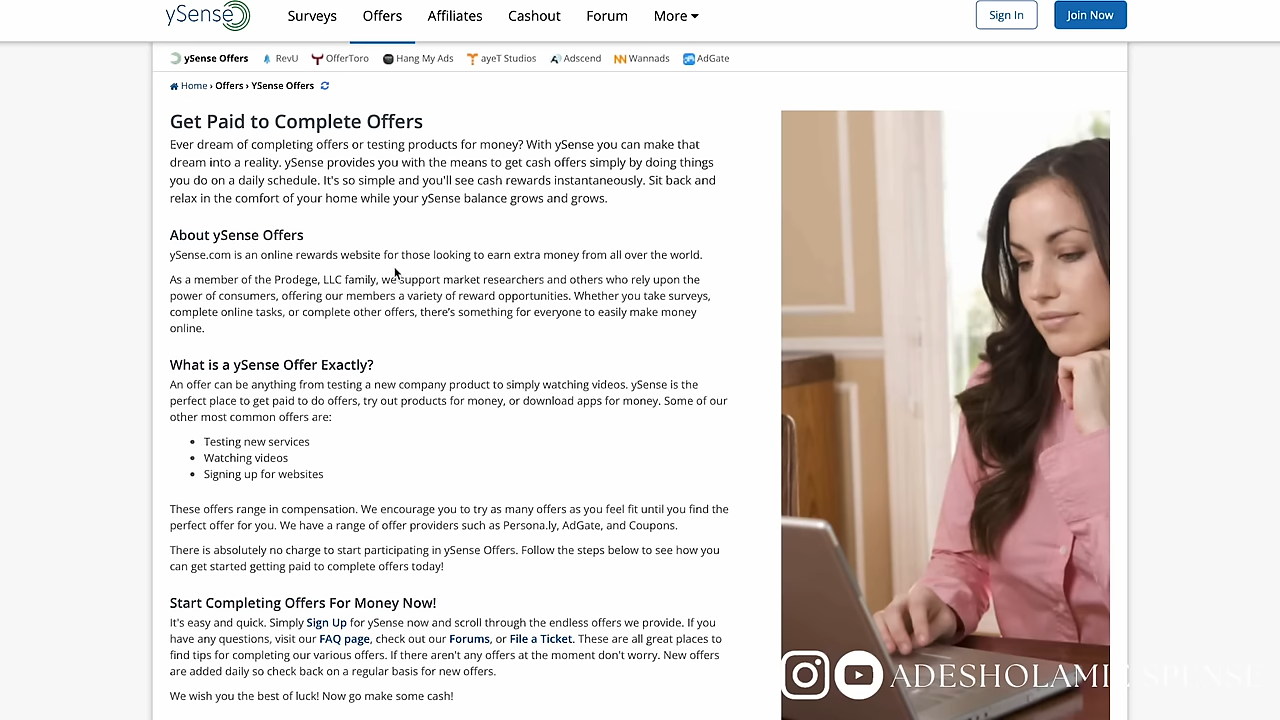 ySense
Surveys
Offers
Affiliates
Cashout
Forum
More
Sign In
Join Now
ySense Offers
RevU
OfferToro
Hang My Ads
ayeT Studios
Adscend
Wannads
AdGate
Home › Offers › YSense Offers
Get Paid to Complete Offers
Ever dream of completing offers or testing products for money? With ySense you can make that
dream into a reality. ySense provides you with the means to get cash offers simply by doing things
you do on a daily schedule. It's so simple and you'll see cash rewards instantaneously. Sit back and
relax in the comfort of your home while your ySense balance grows and grows.
About ySense Offers
ySense.com is an online rewards website for those looking to earn extra money from all over the world.
As a member of the Prodege, LLC family, we support market researchers and others who rely upon the
power of consumers, offering our members a variety of reward opportunities. Whether you take surveys,
complete online tasks, or complete other offers, there's something for everyone to easily make money
online.
What is a ySense Offer Exactly?
An offer can be anything from testing a new company product to simply watching videos. ySense is the
perfect place to get paid to do offers, try out products for money, or download apps for money. Some of our
other most common offers are:
Testing new services
Watching videos
Signing up for websites
These offers range in compensation. We encourage you to try as many offers as you feel fit until you find the
perfect offer for you. We have a range of offer providers such as Persona.ly, AdGate, and Coupons.
There is absolutely no charge to start participating in ySense Offers. Follow the steps below to see how you
can get started getting paid to complete offers today!
Start Completing Offers For Money Now!
It's easy and quick. Simply Sign Up for ySense now and scroll through the endless offers we provide. If you
have any questions, visit our FAQ page, check out our Forums, or File a Ticket. These are all great places to
find tips for completing our various offers. If there aren't any offers at the moment don't worry. New offers
are added daily so check back on a regular basis for new offers.
We wish you the best of luck! Now go make some cash!